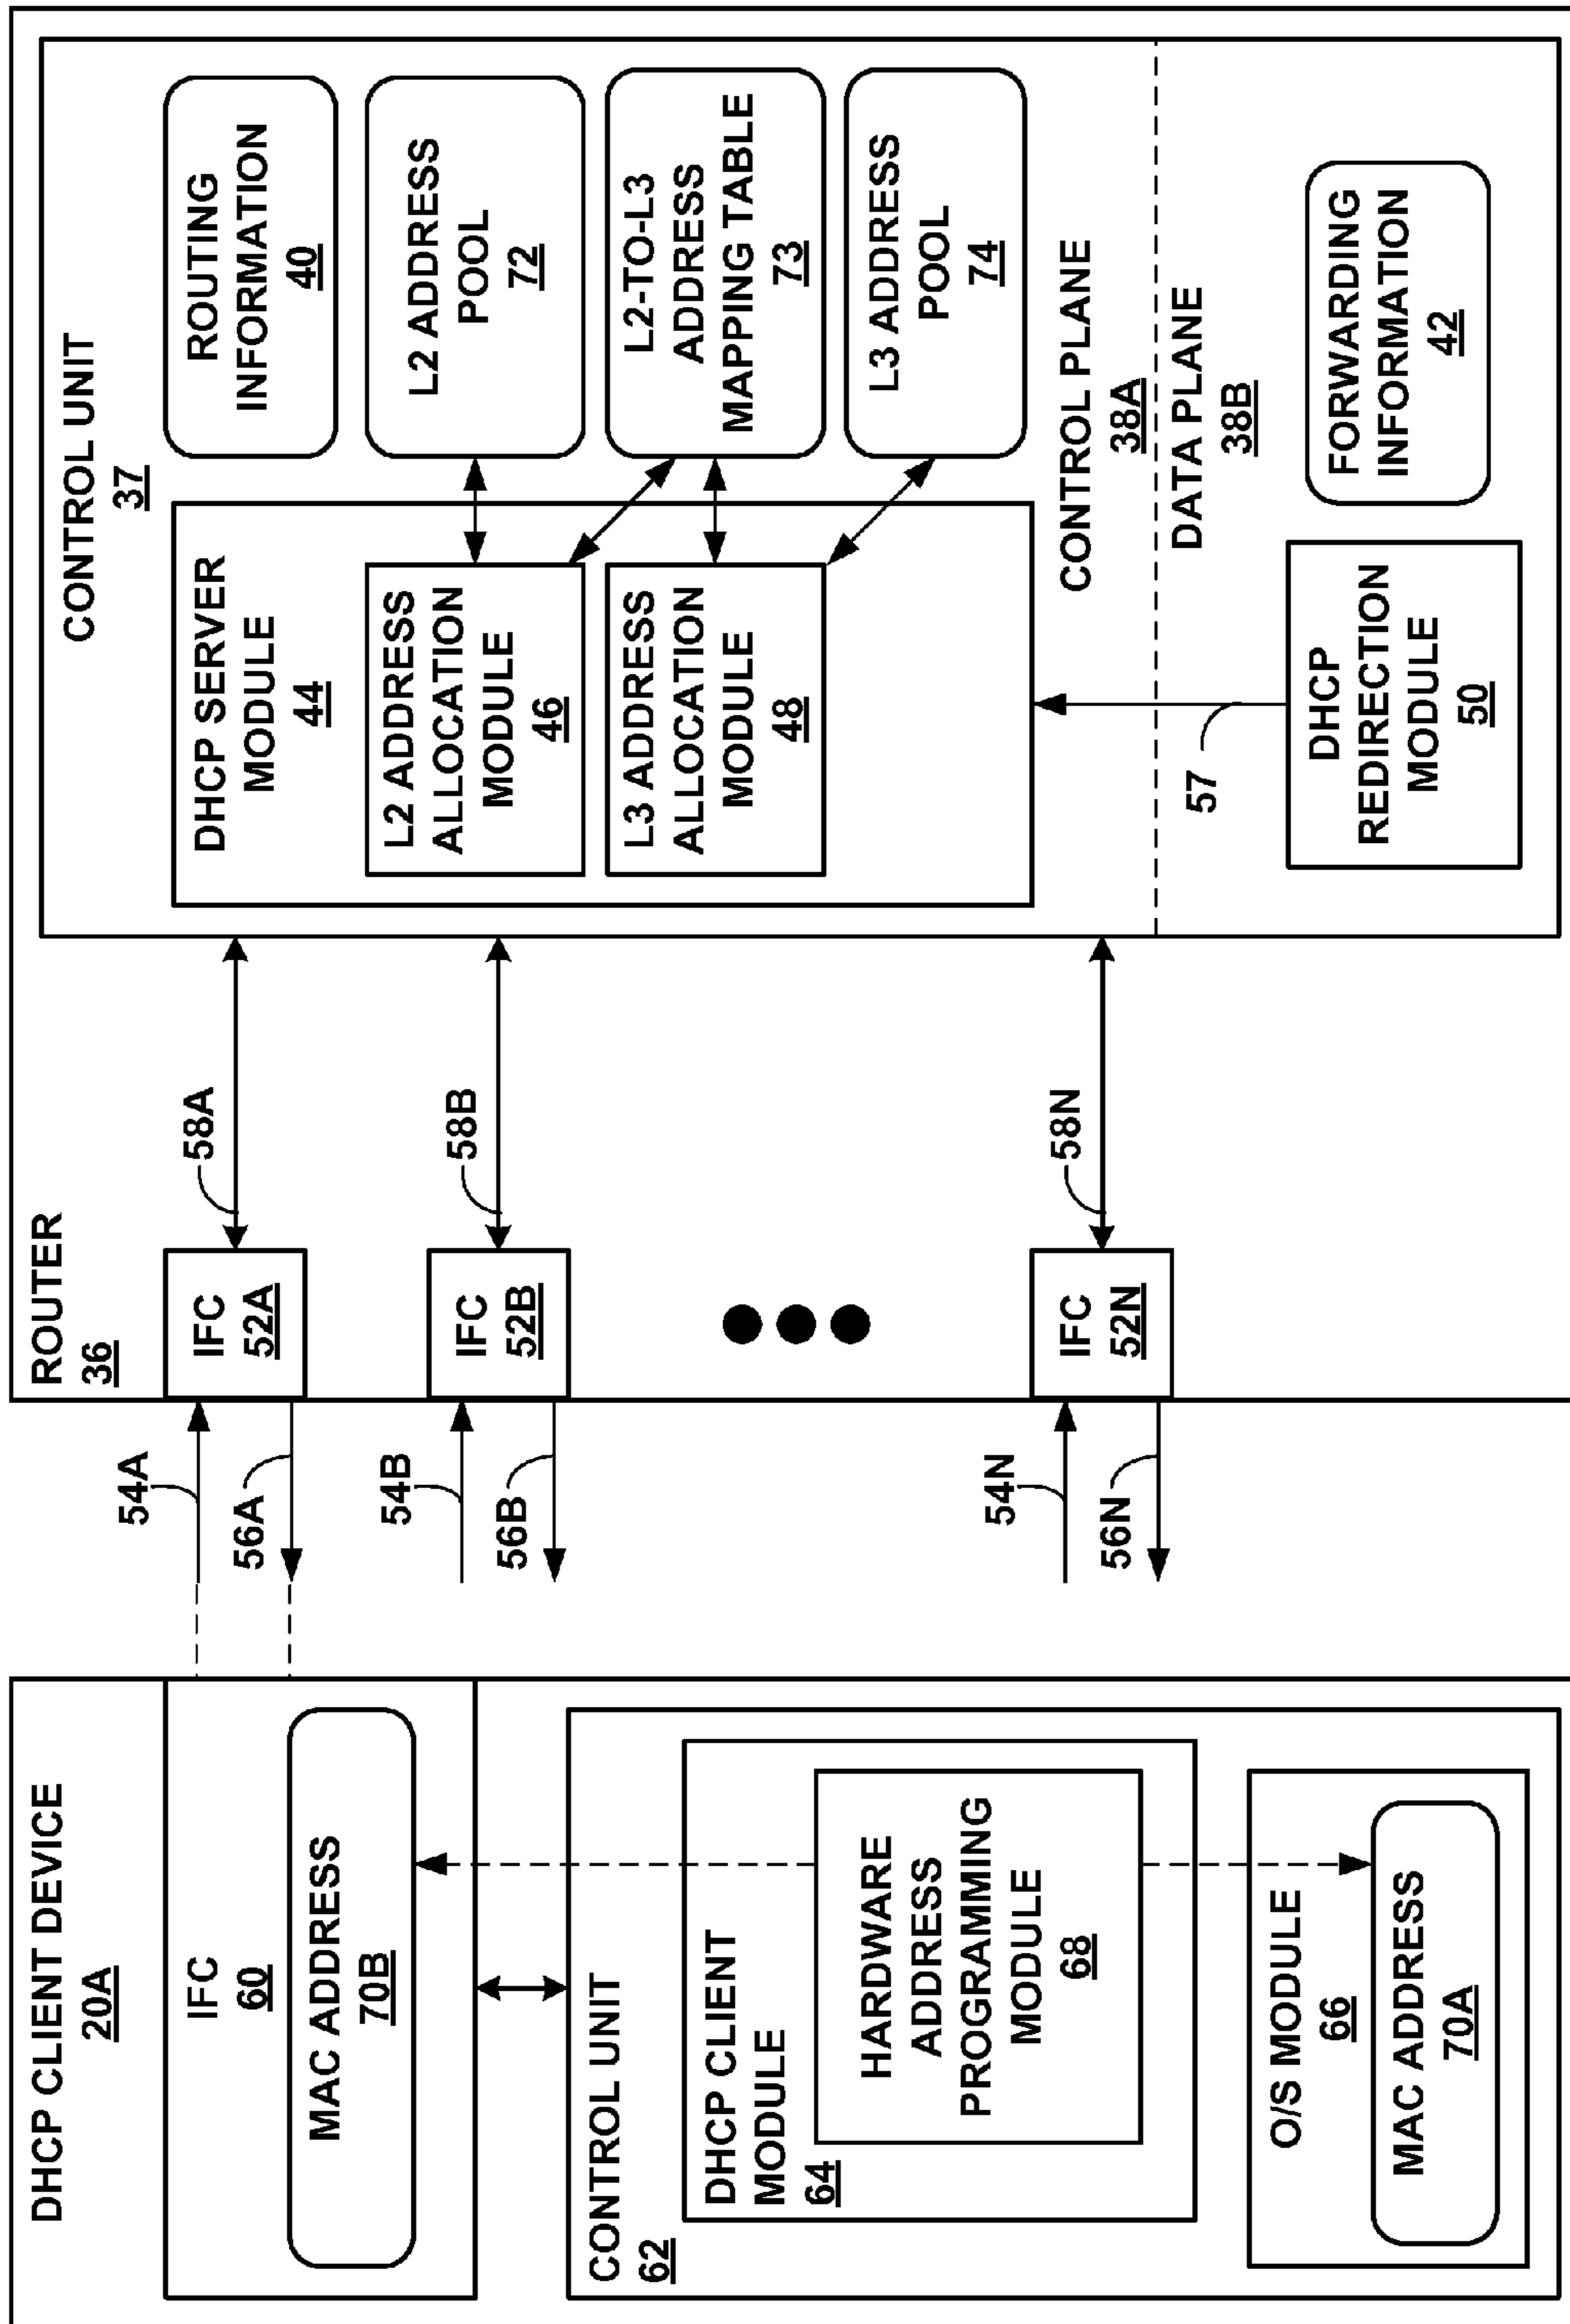 DHCP CLIENT DEVICE
20A
IFC
60
MAC ADDRESS
70B
CONTROL UNIT
62
DHCP CLIENT
MODULE
64
HARDWARE
ADDRESS
PROGRAMMING
MODULE
68
O/S MODULE
66
MAC ADDRESS
70A
54A
56A
54B
56B
54N
56N
ROUTER
36
IFC
52A
IFC
52B
IFC
52N
58A
58B
58N
CONTROL UNIT
37
DHCP SERVER
MODULE
44
L2 ADDRESS
ALLOCATION
MODULE
46
L3 ADDRESS
ALLOCATION
MODULE
48
ROUTING
INFORMATION
40
L2 ADDRESS
POOL
72
L2-TO-L3
ADDRESS
MAPPING TABLE
73
L3 ADDRESS
POOL
74
CONTROL PLANE
38A
DATA PLANE
38B
57
DHCP
REDIRECTION
MODULE
50
FORWARDING
INFORMATION
42